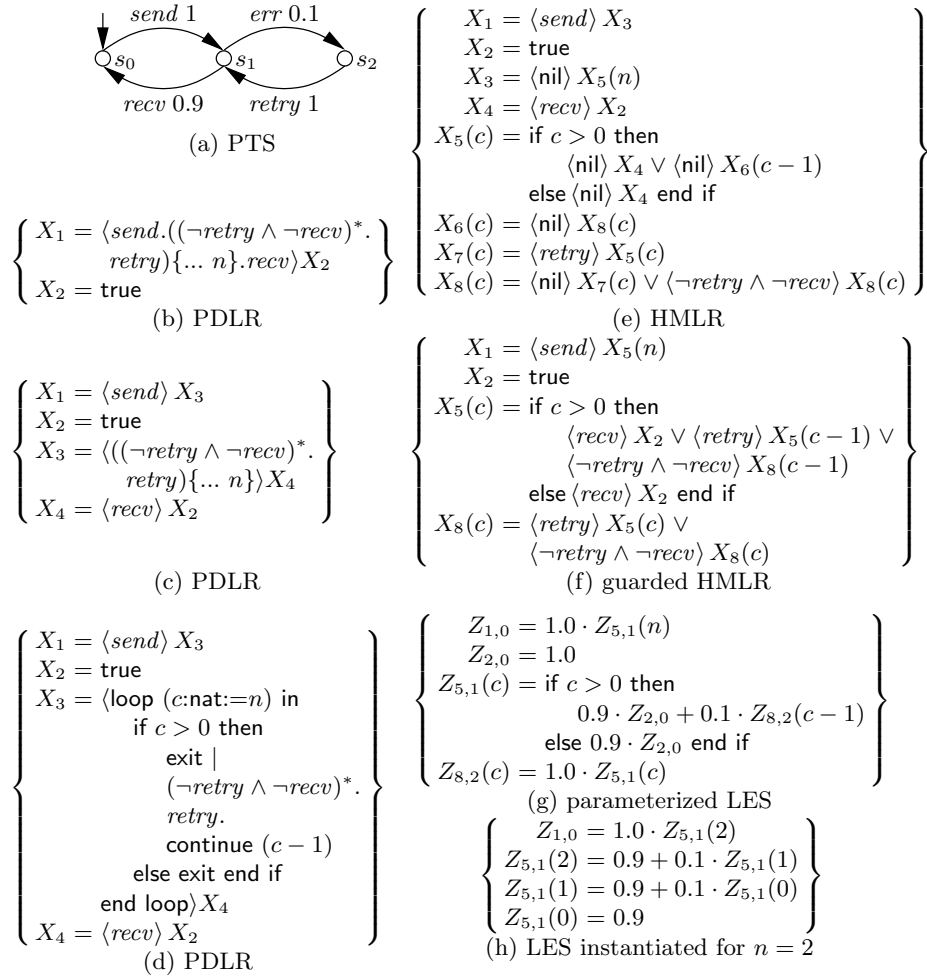 send 1
err 0.1
s0
s1
s2
recv 0.9
retry 1
(a) PTS
X1 = ⟨send.((¬retry ∧ ¬recv)*.
retry){... n}.recv⟩X2
X2 = true
(b) PDLR
X1 = ⟨send⟩ X3
X2 = true
X3 = ⟨((¬retry ∧ ¬recv)*.
retry){... n}⟩X4
X4 = ⟨recv⟩ X2
(c) PDLR
X1 = ⟨send⟩ X3
X2 = true
X3 = ⟨loop (c:nat:=n) in
if c > 0 then
exit |
(¬retry ∧ ¬recv)*.
retry.
continue (c − 1)
else exit end if
end loop⟩X4
X4 = ⟨recv⟩ X2
(d) PDLR
X1 = ⟨send⟩ X3
X2 = true
X3 = ⟨nil⟩ X5(n)
X4 = ⟨recv⟩ X2
X5(c) = if c > 0 then
⟨nil⟩ X4 ∨ ⟨nil⟩ X6(c − 1)
else ⟨nil⟩ X4 end if
X6(c) = ⟨nil⟩ X8(c)
X7(c) = ⟨retry⟩ X5(c)
X8(c) = ⟨nil⟩ X7(c) ∨ ⟨¬retry ∧ ¬recv⟩ X8(c)
(e) HMLR
X1 = ⟨send⟩ X5(n)
X2 = true
X5(c) = if c > 0 then
⟨recv⟩ X2 ∨ ⟨retry⟩ X5(c − 1) ∨
⟨¬retry ∧ ¬recv⟩ X8(c − 1)
else ⟨recv⟩ X2 end if
X8(c) = ⟨retry⟩ X5(c) ∨
⟨¬retry ∧ ¬recv⟩ X8(c)
(f) guarded HMLR
Z1,0 = 1.0 · Z5,1(n)
Z2,0 = 1.0
Z5,1(c) = if c > 0 then
0.9 · Z2,0 + 0.1 · Z8,2(c − 1)
else 0.9 · Z2,0 end if
Z8,2(c) = 1.0 · Z5,1(c)
(g) parameterized LES
Z1,0 = 1.0 · Z5,1(2)
Z5,1(2) = 0.9 + 0.1 · Z5,1(1)
Z5,1(1) = 0.9 + 0.1 · Z5,1(0)
Z5,1(0) = 0.9
(h) LES instantiated for n = 2